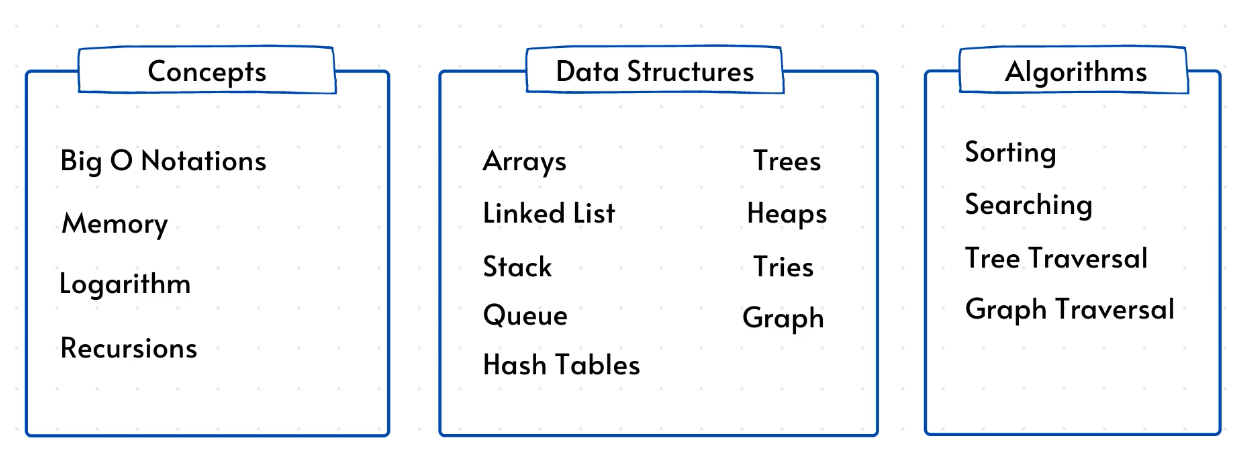 Concepts
Big O Notations
Memory
Logarithm
Recursions
Data Structures
Arrays
Linked List
Stack
Queue
Hash Tables
Trees
Heaps
Tries
Graph
Algorithms
Sorting
Searching
Tree Traversal
Graph Traversal